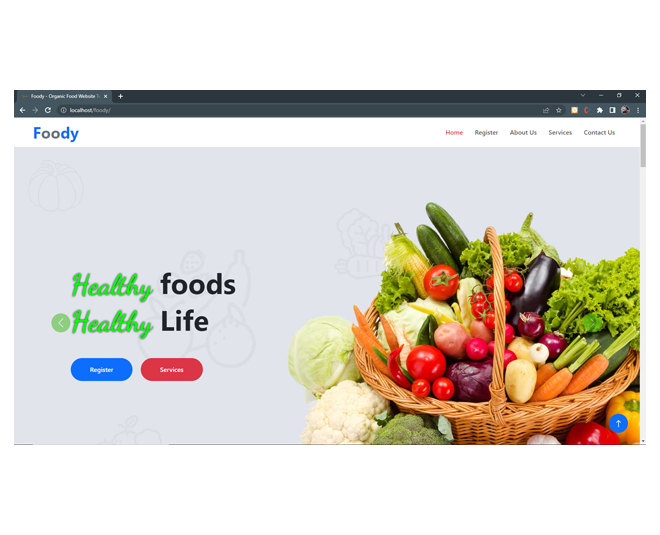 Foody - Organic Food Website T
localhost/foody/
Foody
Home Register About Us Services Contact Us
Healthy foods
Healthy Life
Register Services